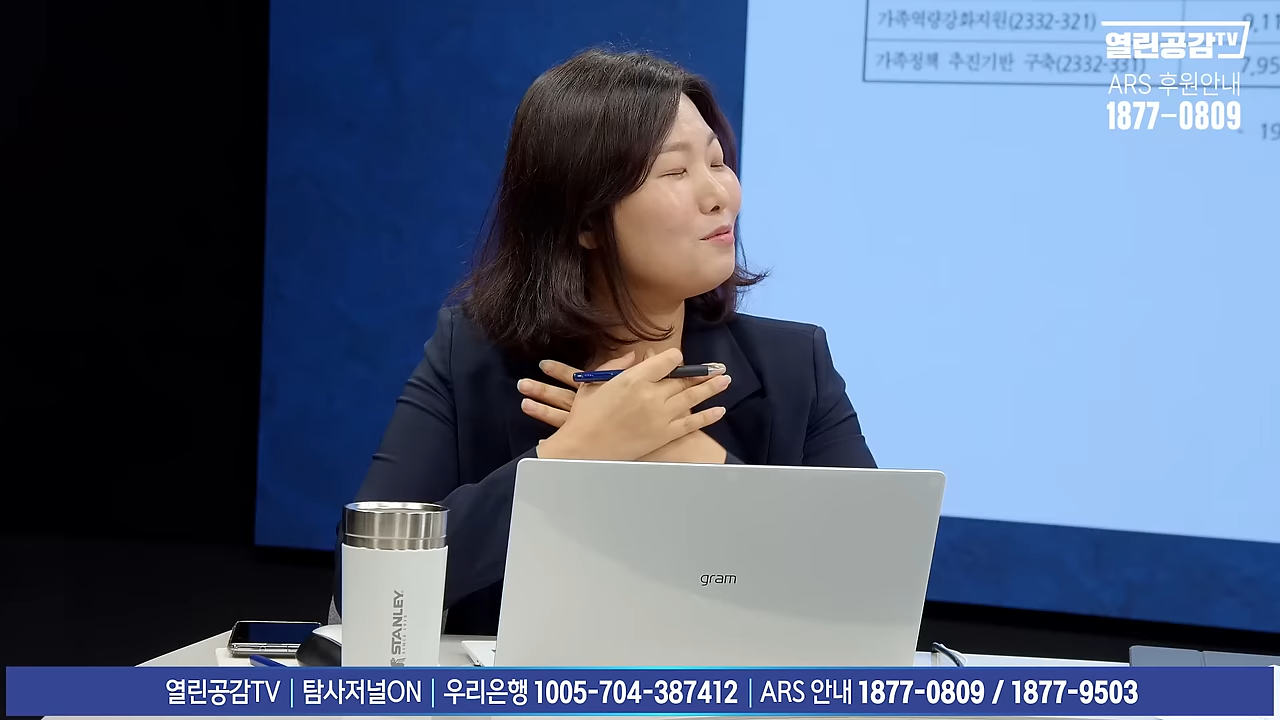 가족역량강화지원(2332-321)
가족정책 추진기반 구축(2332-331)
열린공감TV
ARS 후원안내
1877-0809
gram
STANLEY
열린공감TV | 탐사저널ON | 우리은행 1005-704-387412 | ARS 안내 1877-0809 / 1877-9503